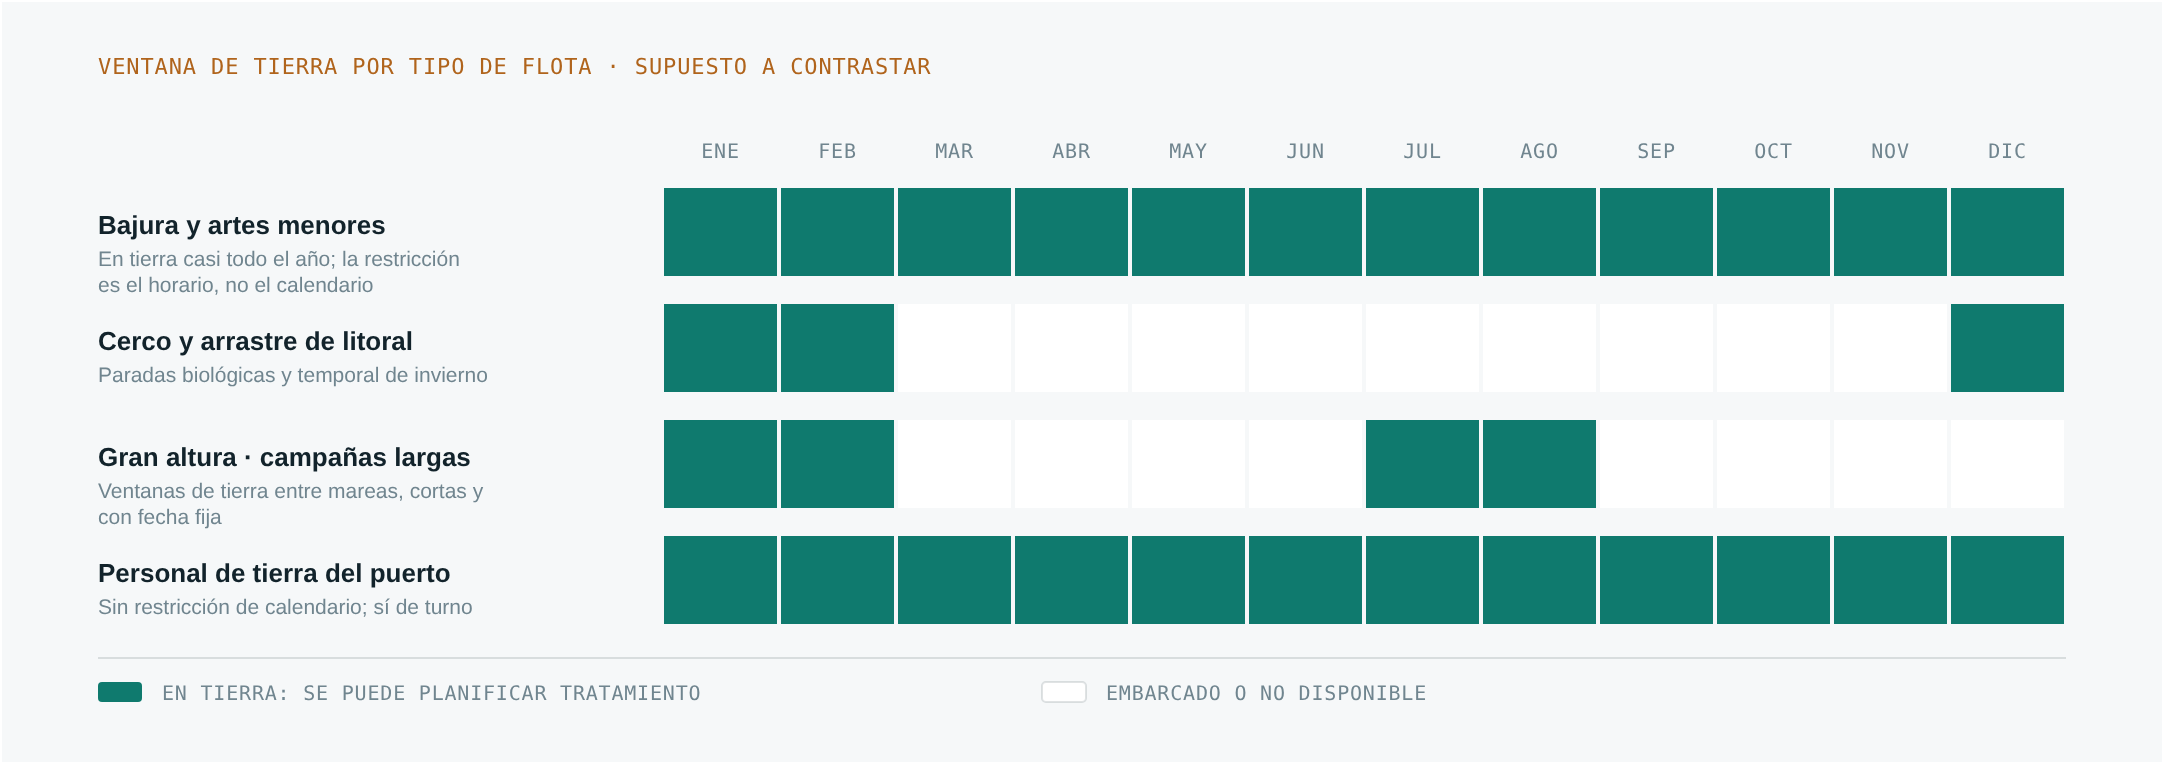 VENTANA DE TIERRA POR TIPO DE FLOTA · SUPUESTO A CONTRASTAR
ENE FEB MAR ABR MAY JUN JUL AGO SEP OCT NOV DIC
Bajura y artes menores
En tierra casi todo el año; la restricción
es el horario, no el calendario
Cerco y arrastre de litoral
Paradas biológicas y temporal de invierno
Gran altura · campañas largas
Ventanas de tierra entre mareas, cortas y
con fecha fija
Personal de tierra del puerto
Sin restricción de calendario; sí de turno
EN TIERRA: SE PUEDE PLANIFICAR TRATAMIENTO
EMBARCADO O NO DISPONIBLE